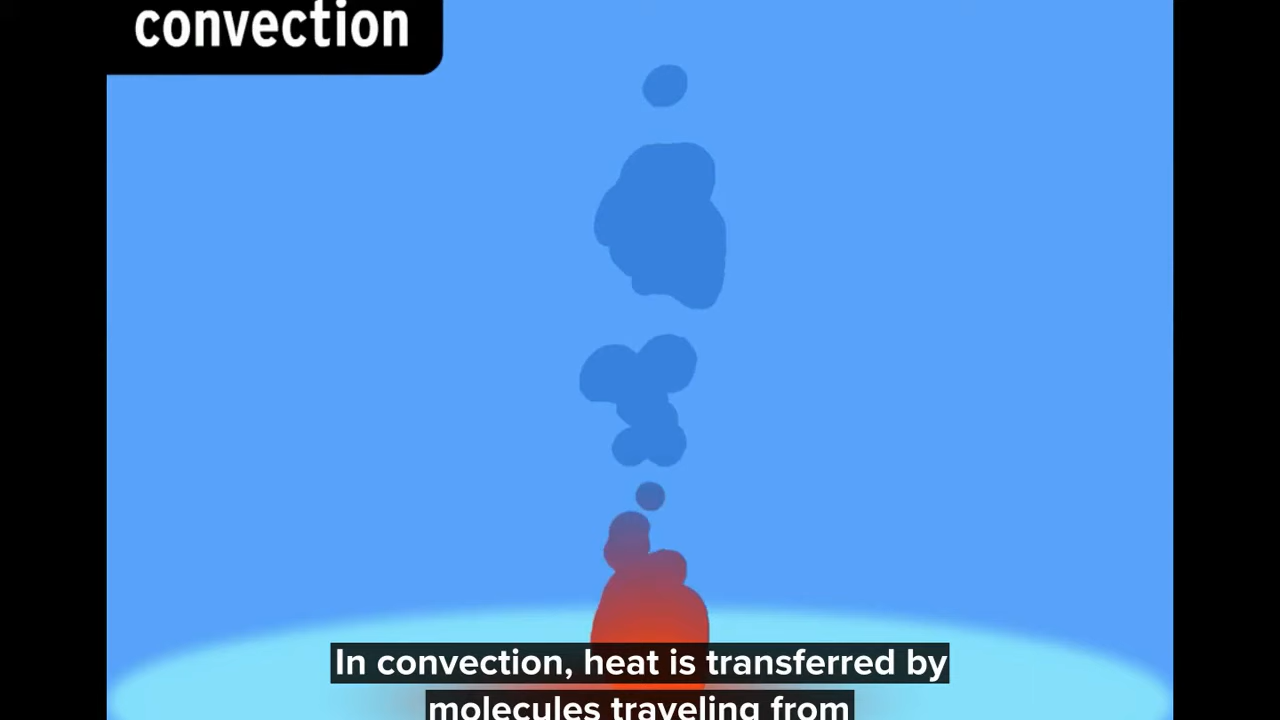 convection
In convection, heat is transferred by
molecules traveling from